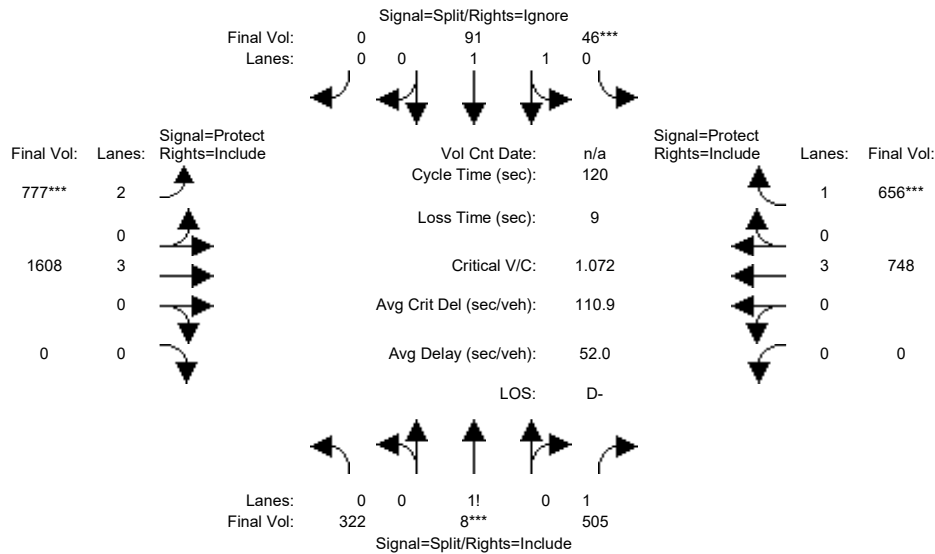 Signal=Split/Rights=Ignore
Final Vol: 0 91 46***
Lanes: 0 0 1 1 0
Signal=Protect
Final Vol: Lanes: Rights=Include
Vol Cnt Date: n/a
Signal=Protect
Rights=Include Lanes: Final Vol:
Cycle Time (sec): 120
777*** 2
1 656***
Loss Time (sec): 9
0
0
1608 3
Critical V/C: 1.072
3 748
0
Avg Crit Del (sec/veh): 110.9
0
0 0
Avg Delay (sec/veh): 52.0
0 0
LOS: D-
Lanes: 0 0 1! 0 1
Final Vol: 322 8*** 505
Signal=Split/Rights=Include